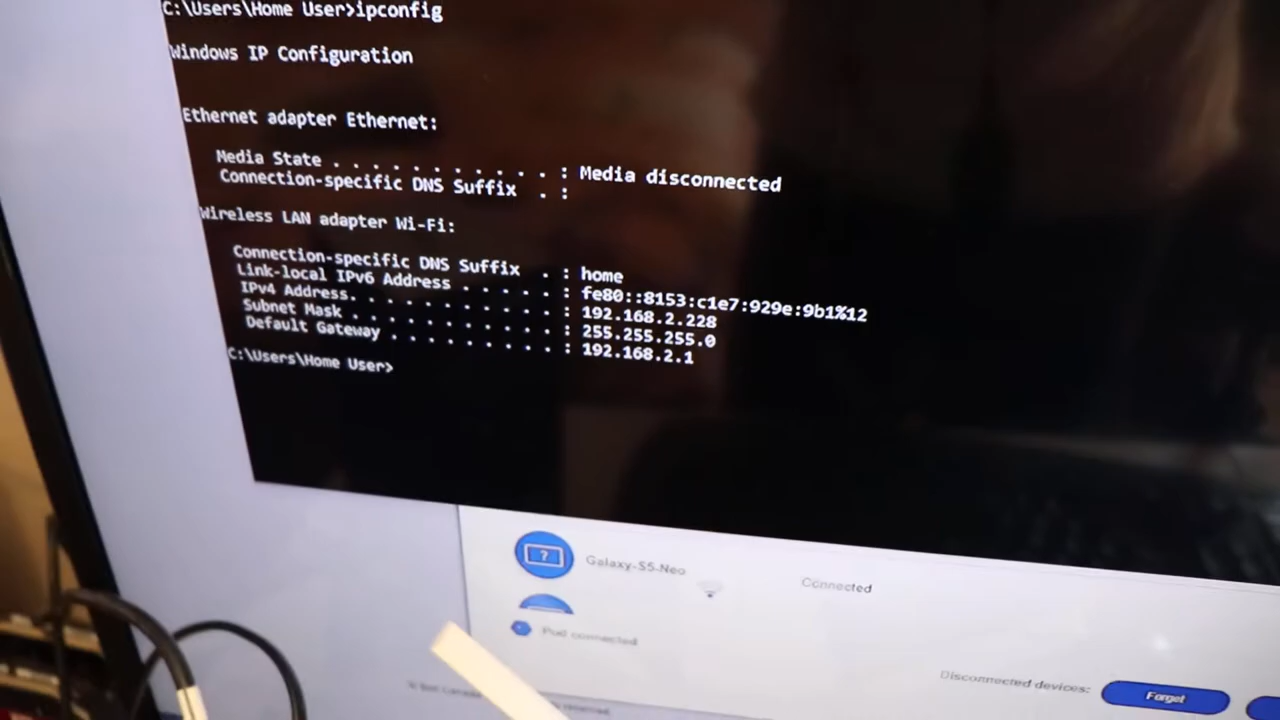 C:\Users\Home User>ipconfig
Windows IP Configuration
Ethernet adapter Ethernet:
Media State . . . . . . . . . . . : Media disconnected
Connection-specific DNS Suffix  . :
Wireless LAN adapter Wi-Fi:
Connection-specific DNS Suffix  . : home
Link-local IPv6 Address . . . . . : fe80::8153:c1e7:929e:9b1%12
IPv4 Address. . . . . . . . . . . : 192.168.2.228
Subnet Mask . . . . . . . . . . . : 255.255.255.0
Default Gateway . . . . . . . . . : 192.168.2.1
C:\Users\Home User>
? Galaxy-S5-Neo Connected
Pod connected
Disconnected devices: Forget